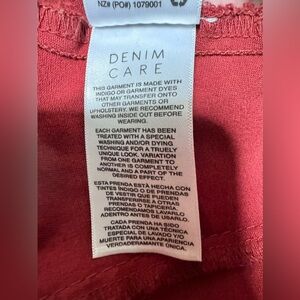 NZ# (PO#) 1079001
DENIM
CARE
THIS GARMENT IS MADE WITH
INDIGO OR GARMENT DYES
THAT MAY TRANSFER ONTO
OTHER GARMENTS OR
UPHOLSTERY. WE RECOMMEND
WASHING INSIDE OUT BEFORE
WEARING.
EACH GARMENT HAS BEEN
TREATED WITH A SPECIAL
WASHING AND/OR DYING
TECHNIQUE FOR A TRUELY
UNIQUE LOOK. VARIATION
FROM ONE GARMENT TO
ANOTHER IS COMPLETELY
NORMAL AND A PART OF THE
DESIRED EFFECT.
ESTA PRENDA ESTÁ HECHA CON
TINTES ÍNDIGO O DE PRENDAS
DE VESTIR QUE PUEDEN
TRANSFERIRSE A OTRAS
PRENDAS O TAPICERÍA.
RECOMENDAMOS LAVARLO
ADENTRO ANTES DE USARLO.
CADA PRENDA HA SIDO
TRATADA CON UNA TÉCNICA
ESPECIAL DE LAVADO Y/O
MUERTE PARA UNA APARIENCIA
VERDADERAMENTE ÚNICA.